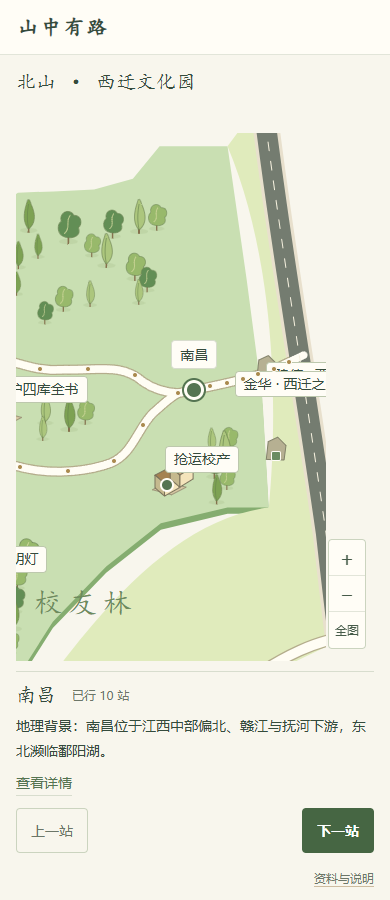 山中有路
北山 • 西迁文化园
南昌
金华 · 西迁之
四库全书
抢运校产
灯
校友林
+
−
全图
南昌 已行 10 站
地理背景：南昌位于江西中部偏北、赣江与抚河下游，东
北濒临鄱阳湖。
查看详情
上一站 下一站
资料与说明